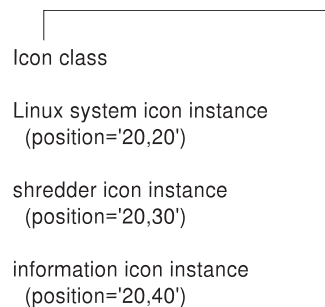 Icon class
Linux system icon instance
(position='20,20')
shredder icon instance
(position='20,30')
information icon instance
(position='20,40')